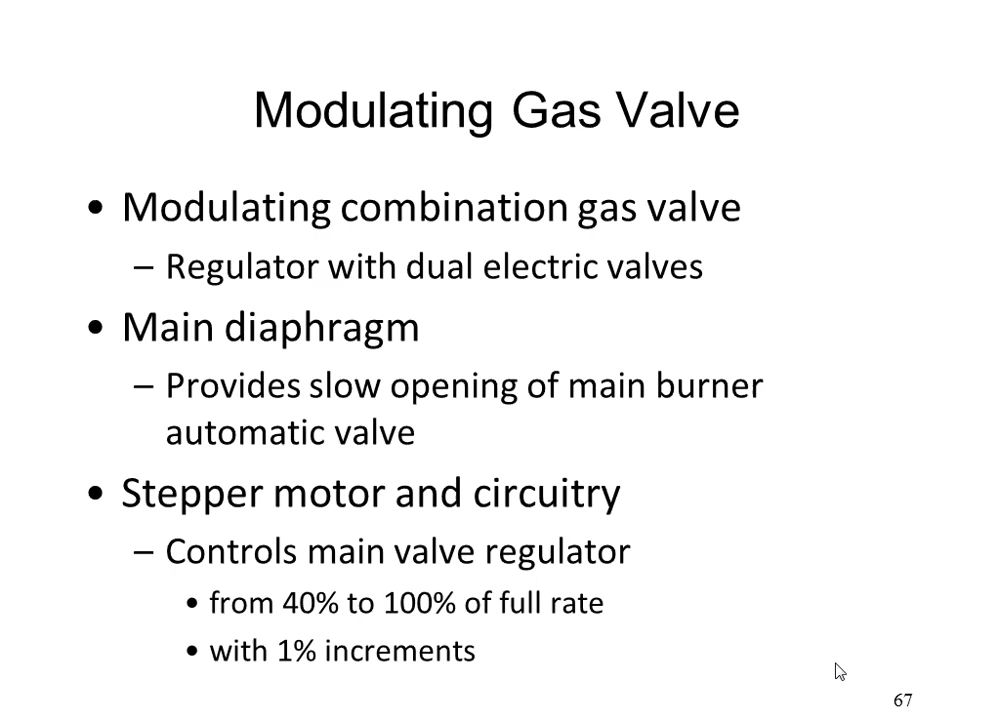 Modulating Gas Valve
• Modulating combination gas valve
– Regulator with dual electric valves
• Main diaphragm
– Provides slow opening of main burner
automatic valve
• Stepper motor and circuitry
– Controls main valve regulator
• from 40% to 100% of full rate
• with 1% increments
67